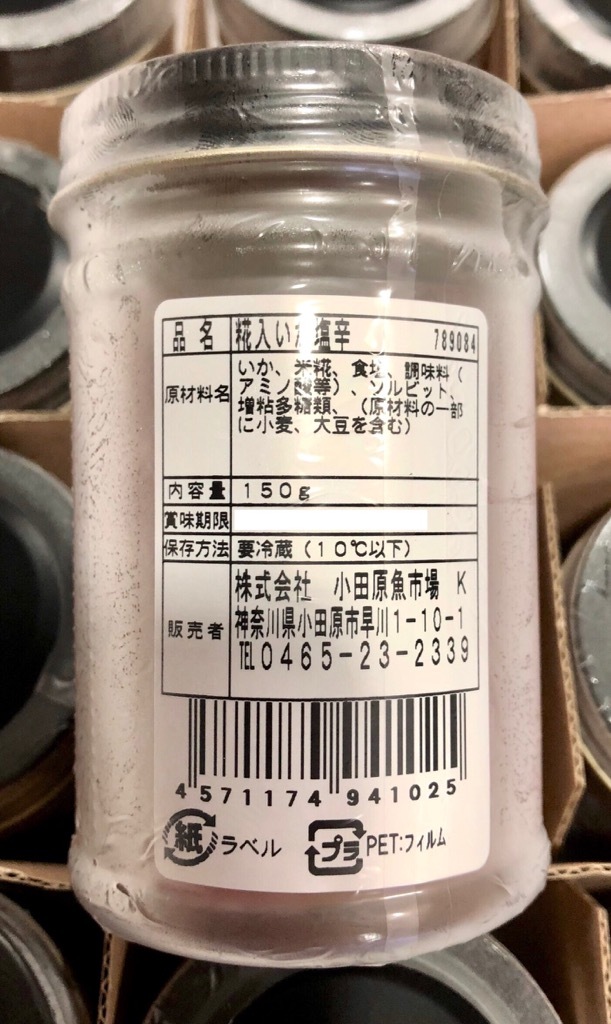 品名 糀入いか塩辛 789084
原材料名 いか、米糀、食塩、調味料（
アミノ酸等）、ソルビット、
増粘多糖類、（原材料の一部
に小麦、大豆を含む）
内容量 150g
賞味期限
保存方法 要冷蔵（10℃以下）
販売者 株式会社 小田原魚市場 K
神奈川県小田原市早川1-10-1
TEL0465-23-2339
4 571174 941025
紙 ラベル プラ PET:フィルム